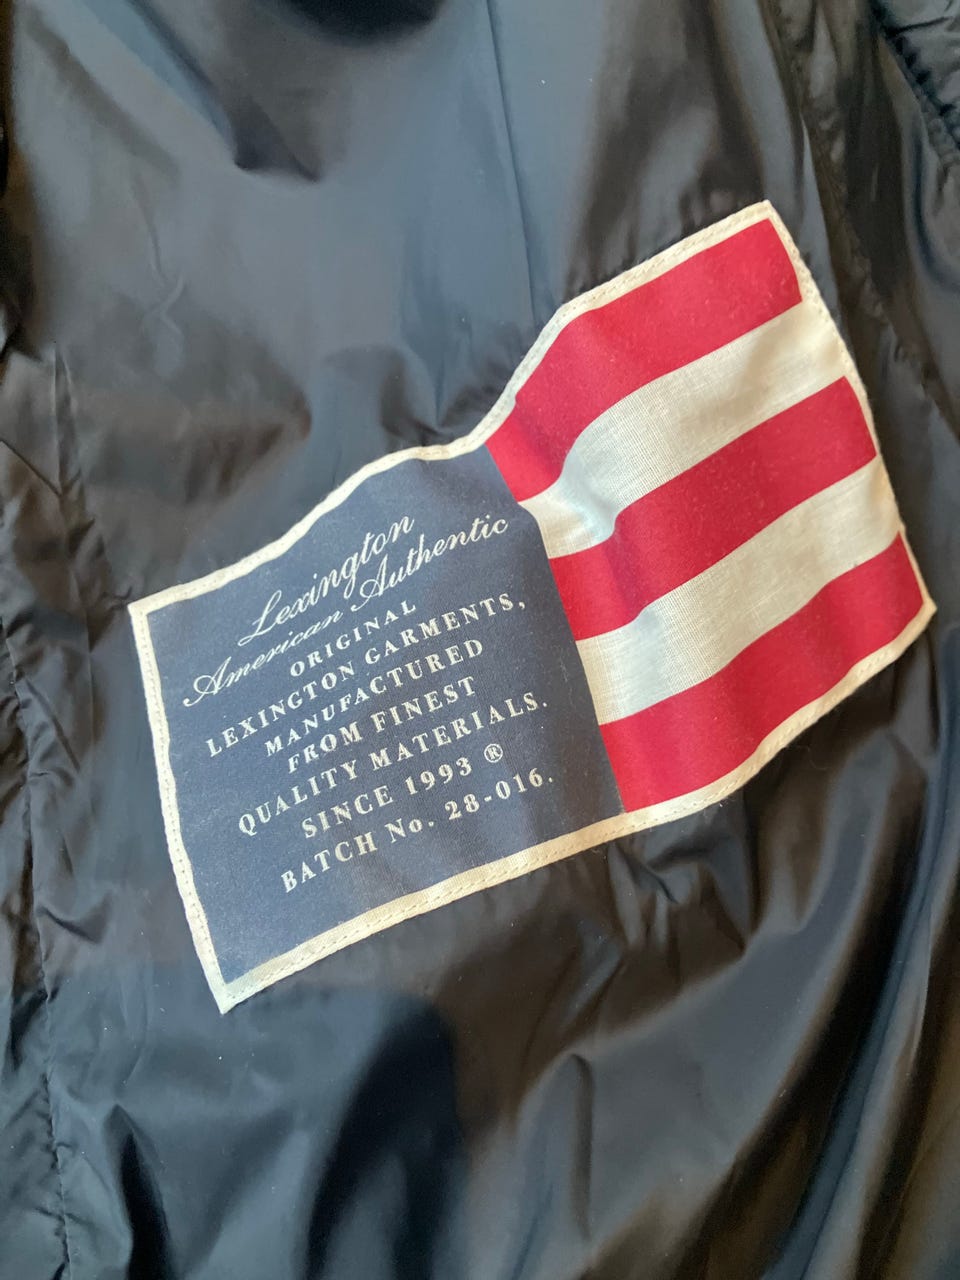 Lexington
American Authentic
ORIGINAL
LEXINGTON GARMENTS,
MANUFACTURED
FROM FINEST
QUALITY MATERIALS.
SINCE 1993 ®
BATCH No. 28-016.